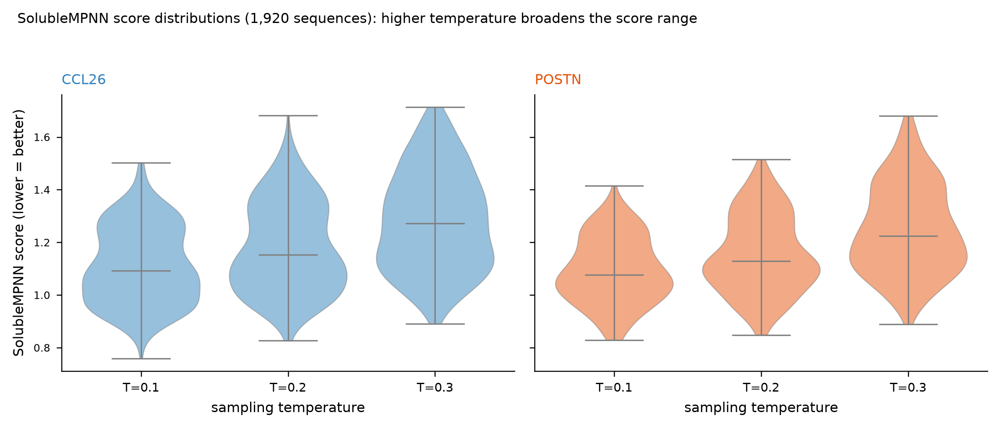 SolubleMPNN score distributions (1,920 sequences): higher temperature broadens the score range
CCL26
POSTN
SolubleMPNN score (lower = better)
1.6
1.4
1.2
1.0
0.8
T=0.1
T=0.2
T=0.3
T=0.1
T=0.2
T=0.3
sampling temperature
sampling temperature